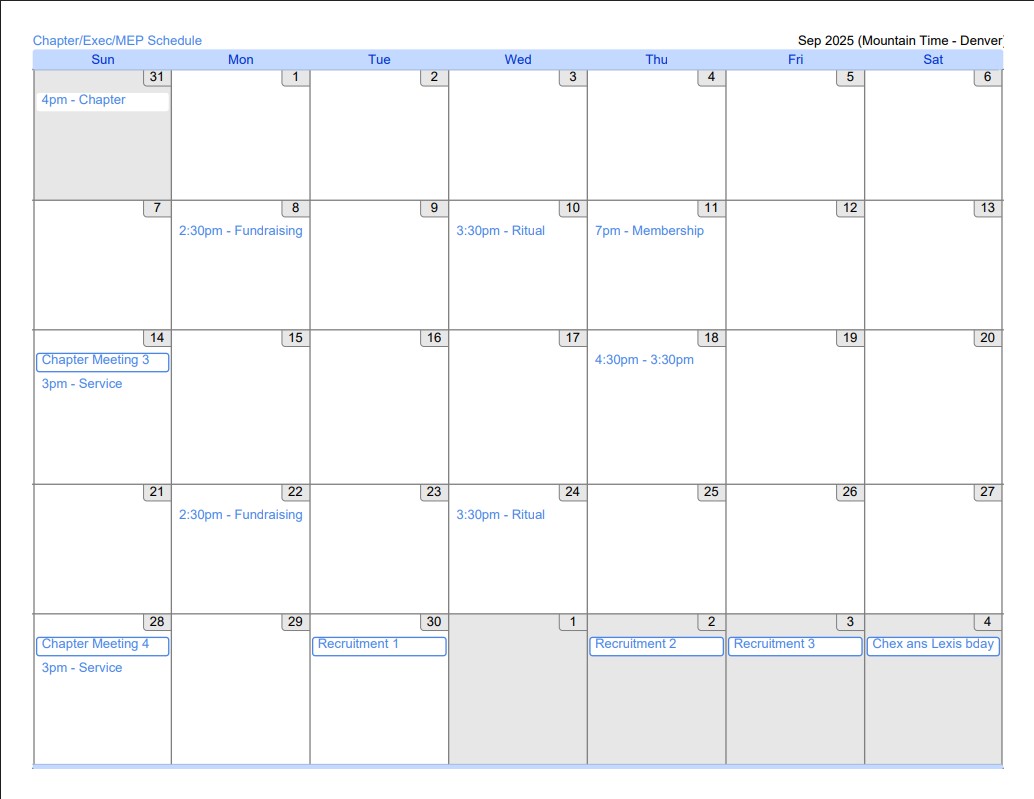 Chapter/Exec/MEP Schedule Sep 2025 (Mountain Time - Denver)
Sun Mon Tue Wed Thu Fri Sat
31 1 2 3 4 5 6
4pm - Chapter
7 8 9 10 11 12 13
2:30pm - Fundraising 3:30pm - Ritual 7pm - Membership
14 15 16 17 18 19 20
Chapter Meeting 3 4:30pm - 3:30pm
3pm - Service
21 22 23 24 25 26 27
2:30pm - Fundraising 3:30pm - Ritual
28 29 30 1 2 3 4
Chapter Meeting 4 Recruitment 1 Recruitment 2 Recruitment 3 Chex ans Lexis bday
3pm - Service